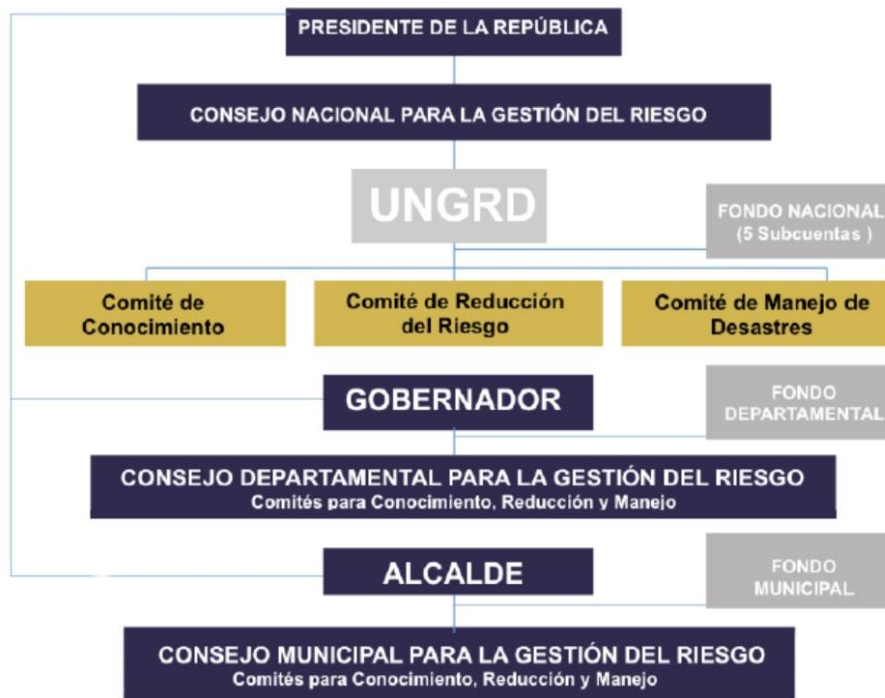 PRESIDENTE DE LA REPÚBLICA
CONSEJO NACIONAL PARA LA GESTIÓN DEL RIESGO
UNGRD
FONDO NACIONAL
(5 Subcuentas )
Comité de
Conocimiento
Comité de Reducción
del Riesgo
Comité de Manejo de
Desastres
GOBERNADOR
FONDO
DEPARTAMENTAL
CONSEJO DEPARTAMENTAL PARA LA GESTIÓN DEL RIESGO
Comités para Conocimiento, Reducción y Manejo
ALCALDE
FONDO
MUNICIPAL
CONSEJO MUNICIPAL PARA LA GESTIÓN DEL RIESGO
Comités para Conocimiento, Reducción y Manejo